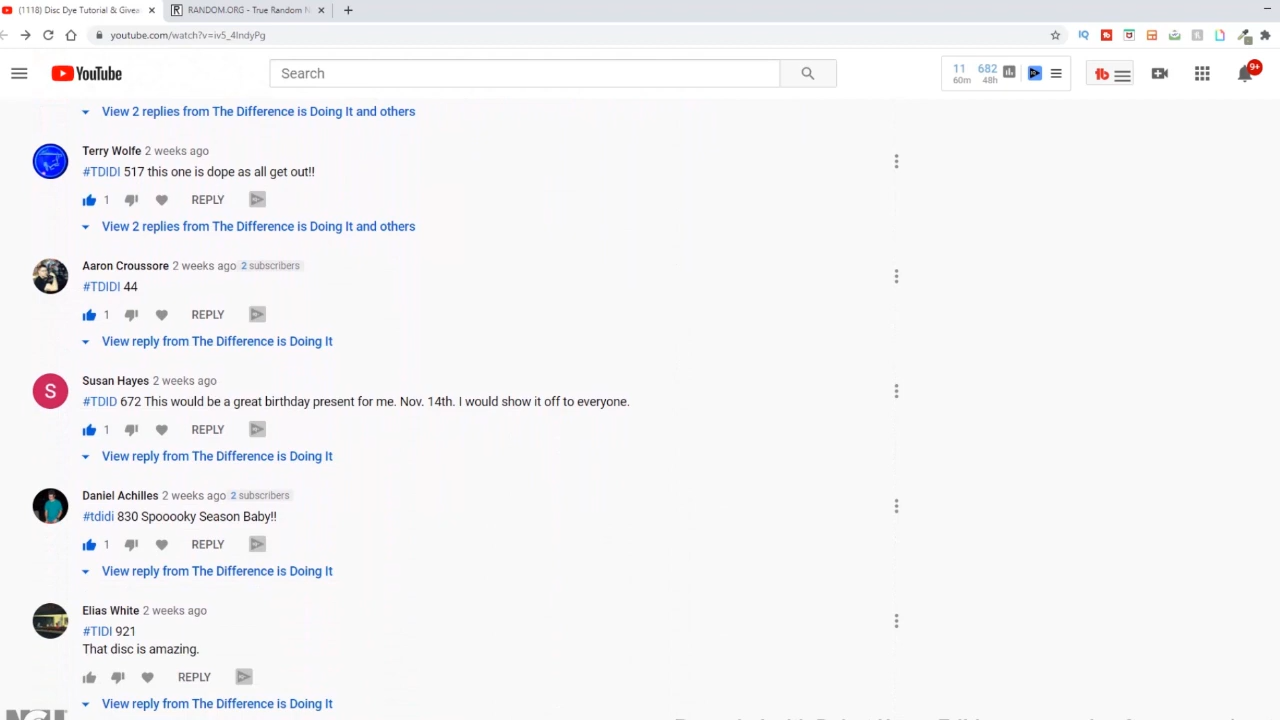 (1118) Disc Dye Tutorial & Givea
RANDOM.ORG - True Random N
youtube.com/watch?v=iv5_4IndyPg
YouTube
Search
11 682
60m 48h
9+
View 2 replies from The Difference is Doing It and others
Terry Wolfe 2 weeks ago
#TDIDI 517 this one is dope as all get out!!
1 REPLY
View 2 replies from The Difference is Doing It and others
Aaron Croussore 2 weeks ago 2 subscribers
#TDIDI 44
1 REPLY
View reply from The Difference is Doing It
Susan Hayes 2 weeks ago
S
#TDID 672 This would be a great birthday present for me. Nov. 14th. I would show it off to everyone.
1 REPLY
View reply from The Difference is Doing It
Daniel Achilles 2 weeks ago 2 subscribers
#tdidi 830 Spooooky Season Baby!!
1 REPLY
View reply from The Difference is Doing It
Elias White 2 weeks ago
#TIDI 921
That disc is amazing.
REPLY
View reply from The Difference is Doing It